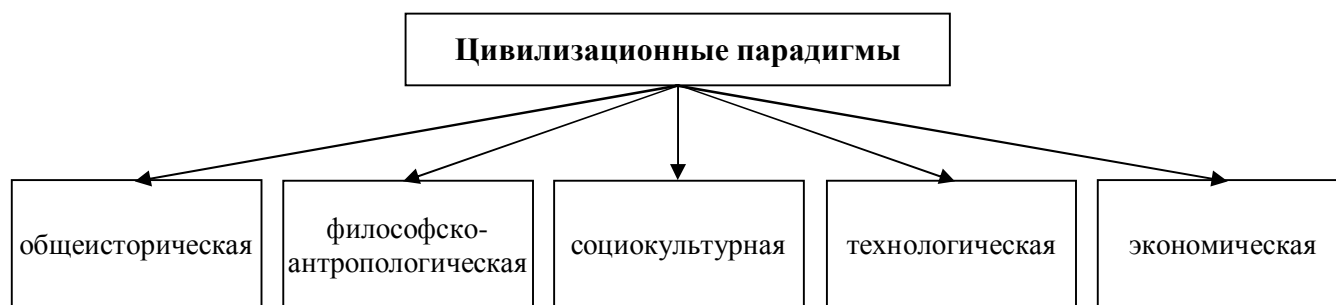 Цивилизационные парадигмы
общеисторическая
философско-
антропологическая
социокультурная
технологическая
экономическая